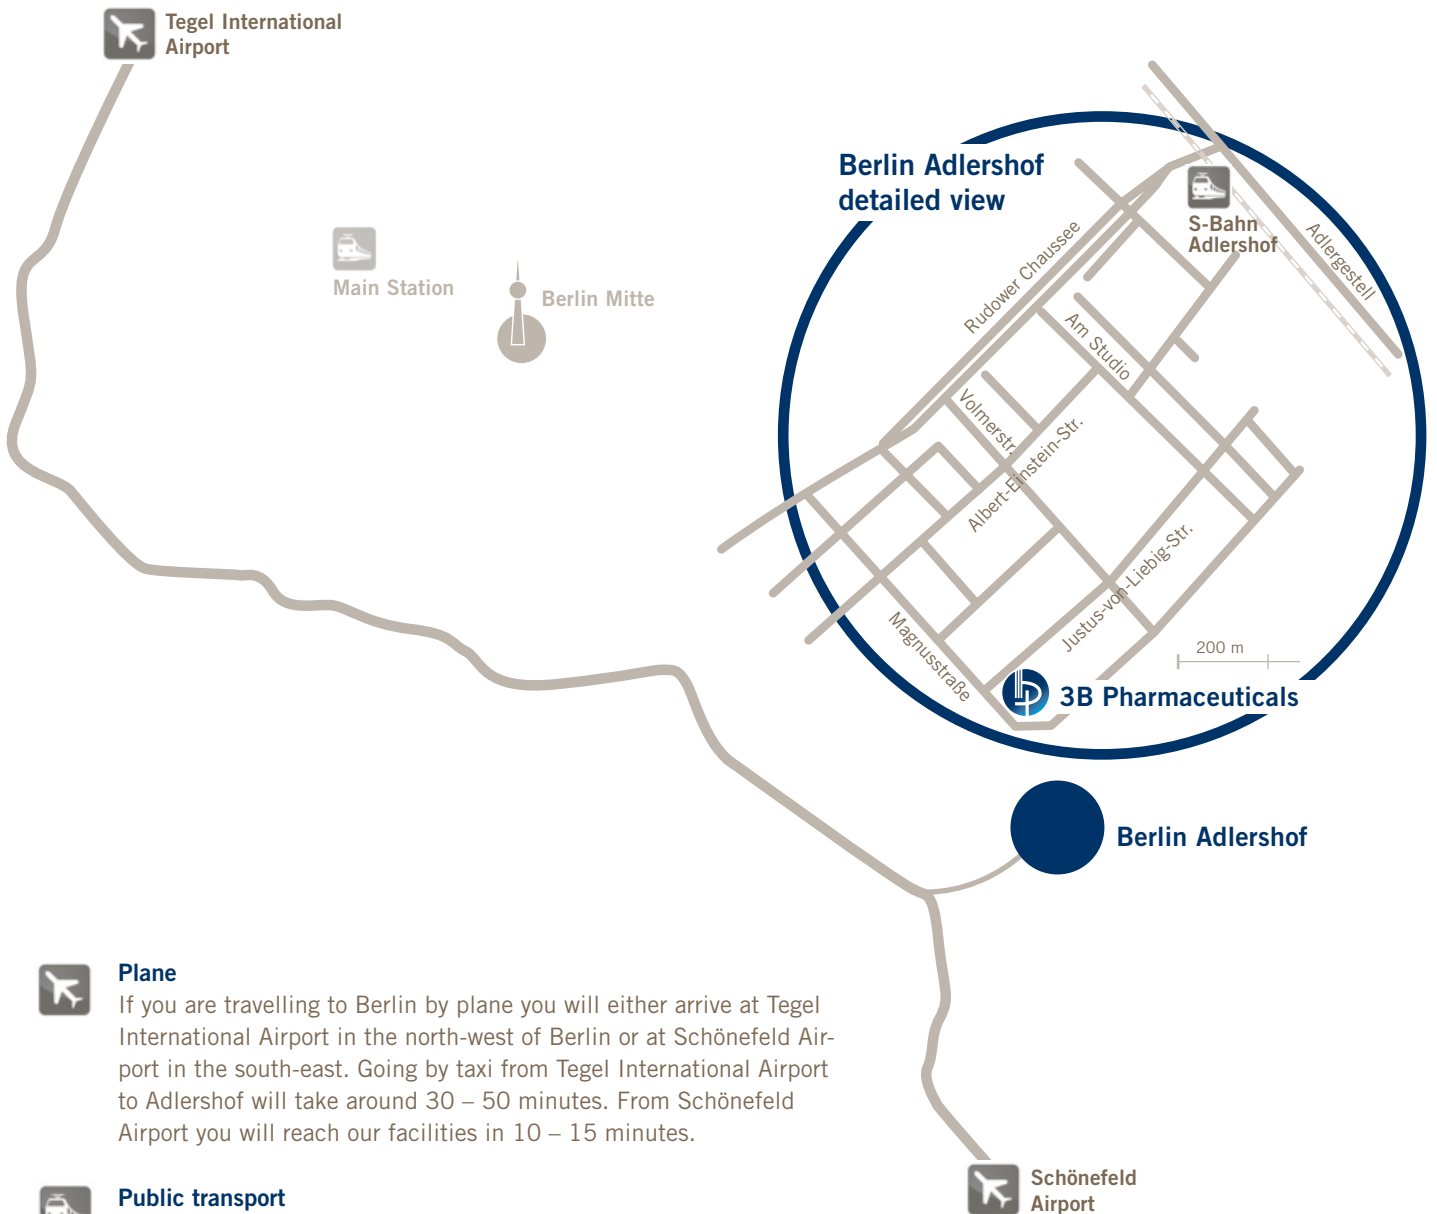 Tegel International
Airport
Berlin Adlershof
detailed view
S-Bahn
Adlershof
Adlergestell
Rudower Chaussee
Main Station
Berlin Mitte
Am Studio
Volmerstr.
Albert-Einstein-Str.
Justus-von-Liebig-Str.
Magnusstraße
200 m
3B Pharmaceuticals
Berlin Adlershof
Plane
If you are travelling to Berlin by plane you will either arrive at Tegel
International Airport in the north-west of Berlin or at Schönefeld Air-
port in the south-east. Going by taxi from Tegel International Airport
to Adlershof will take around 30 – 50 minutes. From Schönefeld
Airport you will reach our facilities in 10 – 15 minutes.
Schönefeld
Airport
Public transport